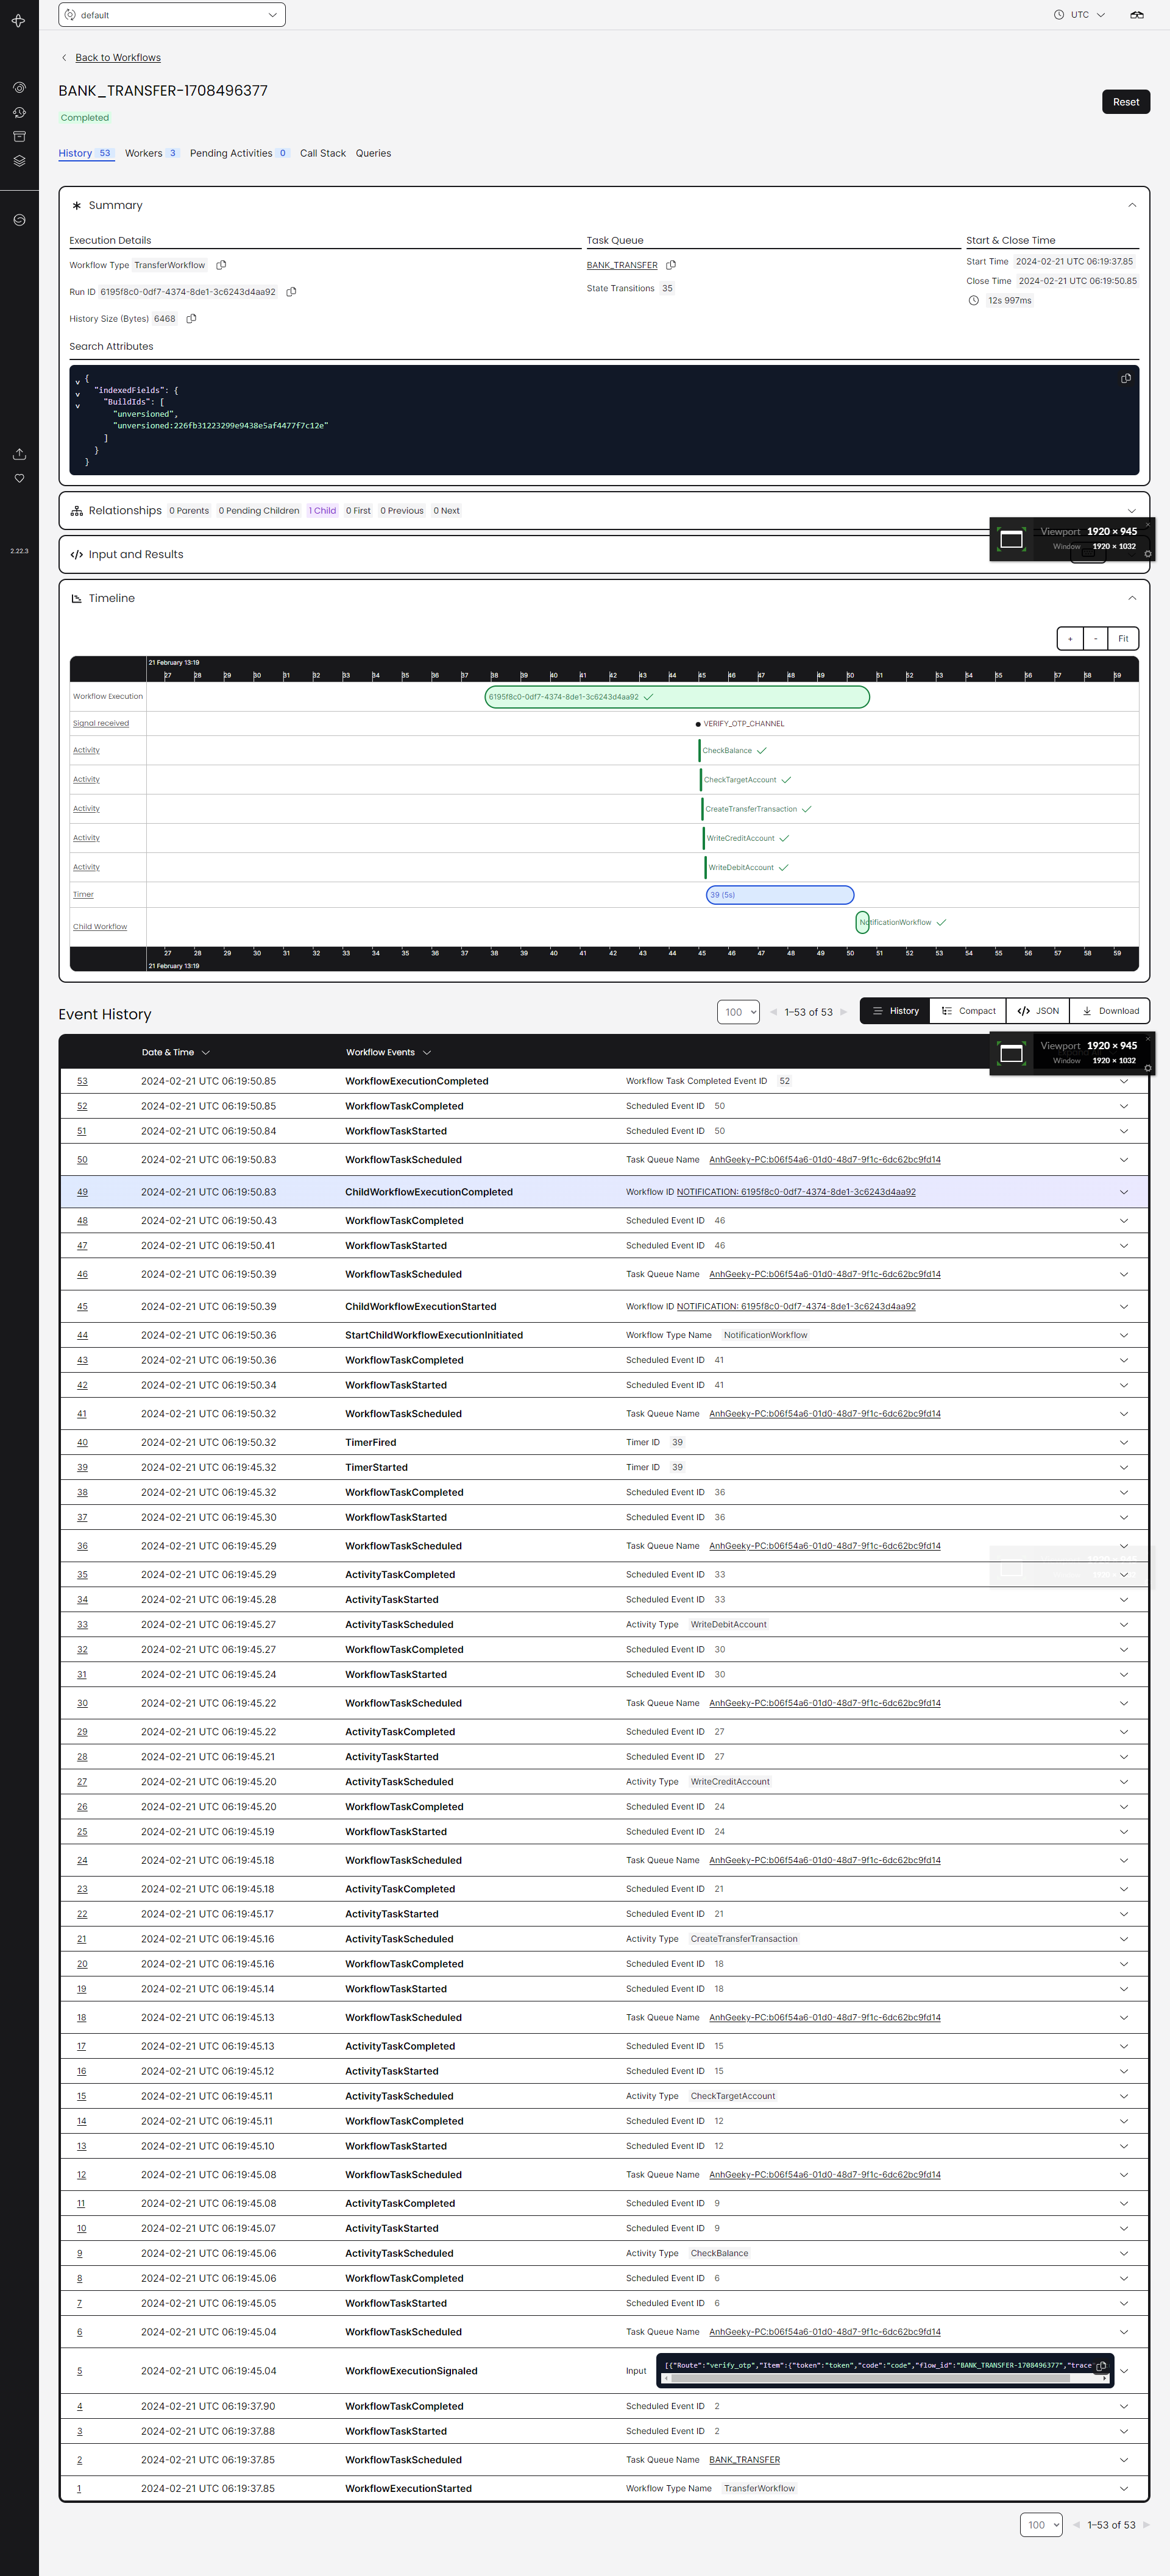 default
UTC
Back to Workflows
BANK_TRANSFER-1708496377
Reset
Completed
History 53 Workers 3 Pending Activities 0 Call Stack Queries
Summary
Execution Details Task Queue Start & Close Time
Workflow Type TransferWorkflow BANK_TRANSFER Start Time 2024-02-21 UTC 06:19:37.85
Run ID 6195f8c0-0df7-4374-8de1-3c6243d4aa92 State Transitions 35 Close Time 2024-02-21 UTC 06:19:50.85
12s 997ms
History Size (Bytes) 6468
Search Attributes
{
"indexedFields": {
"BuildIds": [
"unversioned",
"unversioned:226fb31223299e9438e5af4477f7c12e"
]
}
}
Relationships 0 Parents 0 Pending Children 1 Child 0 First 0 Previous 0 Next
Viewport 1920 × 945
Window 1920 × 1032
2.22.3
Input and Results
Timeline
+ - Fit
21 February 13:19
27 28 29 30 31 32 33 34 35 36 37 38 39 40 41 42 43 44 45 46 47 48 49 50 51 52 53 54 55 56 57 58 59
Workflow Execution 6195f8c0-0df7-4374-8de1-3c6243d4aa92
Signal received VERIFY_OTP_CHANNEL
Activity CheckBalance
Activity CheckTargetAccount
Activity CreateTransferTransaction
Activity WriteCreditAccount
Activity WriteDebitAccount
Timer 39 (5s)
Child Workflow NotificationWorkflow
27 28 29 30 31 32 33 34 35 36 37 38 39 40 41 42 43 44 45 46 47 48 49 50 51 52 53 54 55 56 57 58 59
21 February 13:19
Event History 100 1–53 of 53 History Compact JSON Download
Date & Time Workflow Events
Viewport 1920 × 945
Window 1920 × 1032
53 2024-02-21 UTC 06:19:50.85 WorkflowExecutionCompleted Workflow Task Completed Event ID 52
52 2024-02-21 UTC 06:19:50.85 WorkflowTaskCompleted Scheduled Event ID 50
51 2024-02-21 UTC 06:19:50.84 WorkflowTaskStarted Scheduled Event ID 50
50 2024-02-21 UTC 06:19:50.83 WorkflowTaskScheduled Task Queue Name AnhGeeky-PC:b06f54a6-01d0-48d7-9f1c-6dc62bc9fd14
49 2024-02-21 UTC 06:19:50.83 ChildWorkflowExecutionCompleted Workflow ID NOTIFICATION: 6195f8c0-0df7-4374-8de1-3c6243d4aa92
48 2024-02-21 UTC 06:19:50.43 WorkflowTaskCompleted Scheduled Event ID 46
47 2024-02-21 UTC 06:19:50.41 WorkflowTaskStarted Scheduled Event ID 46
46 2024-02-21 UTC 06:19:50.39 WorkflowTaskScheduled Task Queue Name AnhGeeky-PC:b06f54a6-01d0-48d7-9f1c-6dc62bc9fd14
45 2024-02-21 UTC 06:19:50.39 ChildWorkflowExecutionStarted Workflow ID NOTIFICATION: 6195f8c0-0df7-4374-8de1-3c6243d4aa92
44 2024-02-21 UTC 06:19:50.36 StartChildWorkflowExecutionInitiated Workflow Type Name NotificationWorkflow
43 2024-02-21 UTC 06:19:50.36 WorkflowTaskCompleted Scheduled Event ID 41
42 2024-02-21 UTC 06:19:50.34 WorkflowTaskStarted Scheduled Event ID 41
41 2024-02-21 UTC 06:19:50.32 WorkflowTaskScheduled Task Queue Name AnhGeeky-PC:b06f54a6-01d0-48d7-9f1c-6dc62bc9fd14
40 2024-02-21 UTC 06:19:50.32 TimerFired Timer ID 39
39 2024-02-21 UTC 06:19:45.32 TimerStarted Timer ID 39
38 2024-02-21 UTC 06:19:45.32 WorkflowTaskCompleted Scheduled Event ID 36
37 2024-02-21 UTC 06:19:45.30 WorkflowTaskStarted Scheduled Event ID 36
36 2024-02-21 UTC 06:19:45.29 WorkflowTaskScheduled Task Queue Name AnhGeeky-PC:b06f54a6-01d0-48d7-9f1c-6dc62bc9fd14
35 2024-02-21 UTC 06:19:45.29 ActivityTaskCompleted Scheduled Event ID 33
34 2024-02-21 UTC 06:19:45.28 ActivityTaskStarted Scheduled Event ID 33
33 2024-02-21 UTC 06:19:45.27 ActivityTaskScheduled Activity Type WriteDebitAccount
32 2024-02-21 UTC 06:19:45.27 WorkflowTaskCompleted Scheduled Event ID 30
31 2024-02-21 UTC 06:19:45.24 WorkflowTaskStarted Scheduled Event ID 30
30 2024-02-21 UTC 06:19:45.22 WorkflowTaskScheduled Task Queue Name AnhGeeky-PC:b06f54a6-01d0-48d7-9f1c-6dc62bc9fd14
29 2024-02-21 UTC 06:19:45.22 ActivityTaskCompleted Scheduled Event ID 27
28 2024-02-21 UTC 06:19:45.21 ActivityTaskStarted Scheduled Event ID 27
27 2024-02-21 UTC 06:19:45.20 ActivityTaskScheduled Activity Type WriteCreditAccount
26 2024-02-21 UTC 06:19:45.20 WorkflowTaskCompleted Scheduled Event ID 24
25 2024-02-21 UTC 06:19:45.19 WorkflowTaskStarted Scheduled Event ID 24
24 2024-02-21 UTC 06:19:45.18 WorkflowTaskScheduled Task Queue Name AnhGeeky-PC:b06f54a6-01d0-48d7-9f1c-6dc62bc9fd14
23 2024-02-21 UTC 06:19:45.18 ActivityTaskCompleted Scheduled Event ID 21
22 2024-02-21 UTC 06:19:45.17 ActivityTaskStarted Scheduled Event ID 21
21 2024-02-21 UTC 06:19:45.16 ActivityTaskScheduled Activity Type CreateTransferTransaction
20 2024-02-21 UTC 06:19:45.16 WorkflowTaskCompleted Scheduled Event ID 18
19 2024-02-21 UTC 06:19:45.14 WorkflowTaskStarted Scheduled Event ID 18
18 2024-02-21 UTC 06:19:45.13 WorkflowTaskScheduled Task Queue Name AnhGeeky-PC:b06f54a6-01d0-48d7-9f1c-6dc62bc9fd14
17 2024-02-21 UTC 06:19:45.13 ActivityTaskCompleted Scheduled Event ID 15
16 2024-02-21 UTC 06:19:45.12 ActivityTaskStarted Scheduled Event ID 15
15 2024-02-21 UTC 06:19:45.11 ActivityTaskScheduled Activity Type CheckTargetAccount
14 2024-02-21 UTC 06:19:45.11 WorkflowTaskCompleted Scheduled Event ID 12
13 2024-02-21 UTC 06:19:45.10 WorkflowTaskStarted Scheduled Event ID 12
12 2024-02-21 UTC 06:19:45.08 WorkflowTaskScheduled Task Queue Name AnhGeeky-PC:b06f54a6-01d0-48d7-9f1c-6dc62bc9fd14
11 2024-02-21 UTC 06:19:45.08 ActivityTaskCompleted Scheduled Event ID 9
10 2024-02-21 UTC 06:19:45.07 ActivityTaskStarted Scheduled Event ID 9
9 2024-02-21 UTC 06:19:45.06 ActivityTaskScheduled Activity Type CheckBalance
8 2024-02-21 UTC 06:19:45.06 WorkflowTaskCompleted Scheduled Event ID 6
7 2024-02-21 UTC 06:19:45.05 WorkflowTaskStarted Scheduled Event ID 6
6 2024-02-21 UTC 06:19:45.04 WorkflowTaskScheduled Task Queue Name AnhGeeky-PC:b06f54a6-01d0-48d7-9f1c-6dc62bc9fd14
5 2024-02-21 UTC 06:19:45.04 WorkflowExecutionSignaled Input [{"Route":"verify_otp","Item":{"token":"token","code":"code","flow_id":"BANK_TRANSFER-1708496377","trace
4 2024-02-21 UTC 06:19:37.90 WorkflowTaskCompleted Scheduled Event ID 2
3 2024-02-21 UTC 06:19:37.88 WorkflowTaskStarted Scheduled Event ID 2
2 2024-02-21 UTC 06:19:37.85 WorkflowTaskScheduled Task Queue Name BANK_TRANSFER
1 2024-02-21 UTC 06:19:37.85 WorkflowExecutionStarted Workflow Type Name TransferWorkflow
100 1–53 of 53